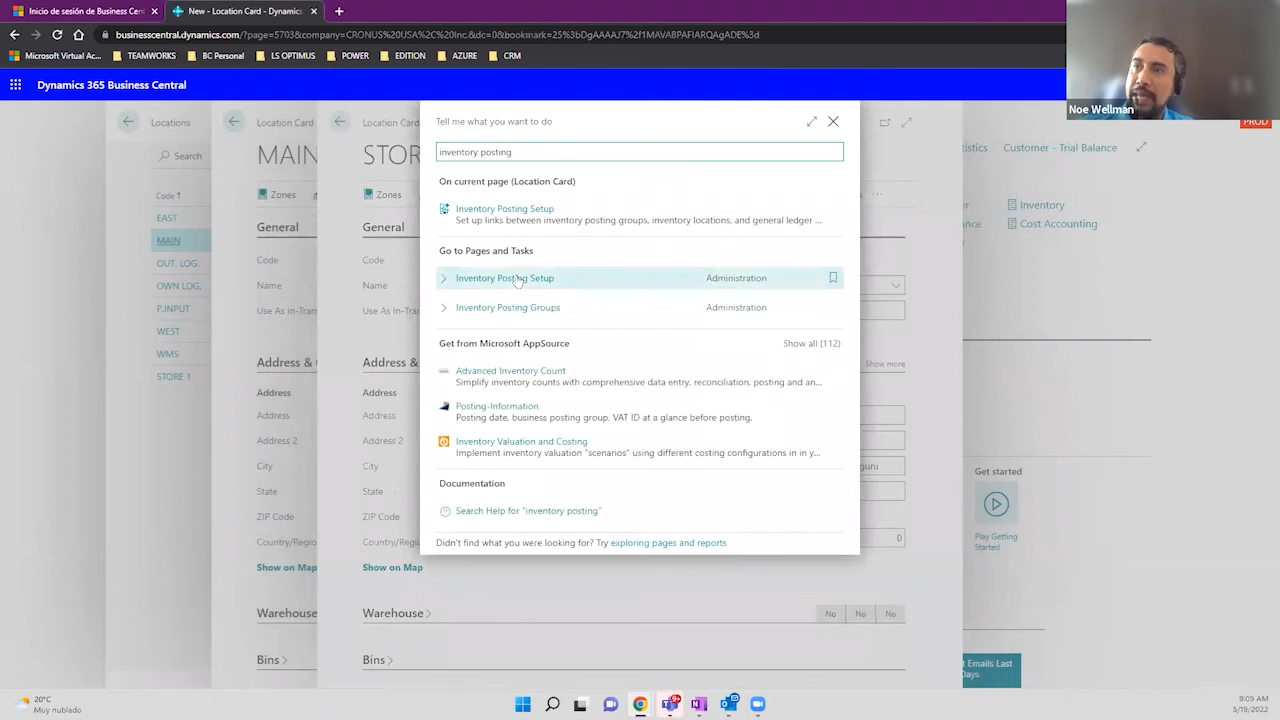 Inicio de sesión de Business Cent
New - Location Card - Dynamics
businesscentral.dynamics.com/?page=5703&company=CRONUS%20USA%2C%20Inc.&dc=0&bookmark=25%3bDgAAAAJ7%2f1MAVABPAFIARQAgADE%3d
Microsoft Virtual Ac...
TEAMWORKS
BC Personal
LS OPTIMUS
POWER
EDITION
AZURE
CRM
Noe Wellman
Dynamics 365 Business Central
PROD
Locations
Location Card
Location Card
Tell me what you want to do
Search
MAIN
STOR
inventory posting
Customer - Trial Balance
Zones
Zones
On current page (Location Card)
Inventory Posting Setup
Set up links between inventory posting groups, inventory locations, and general ledger ...
Inventory
Cost Accounting
Code ↑
EAST
MAIN
OUT. LOG.
OWN LOG.
P.INPUT
WEST
WMS
STORE 1
General
General
Code
Code
Name
Name
Use As In-Tran
Use As In-Trans
Go to Pages and Tasks
Inventory Posting Setup
Administration
Inventory Posting Groups
Administration
Get from Microsoft AppSource
Show all (112)
Advanced Inventory Count
Simplify inventory counts with comprehensive data entry, reconciliation, posting and an...
Posting-Information
Posting date, business posting group, VAT ID at a glance before posting.
Inventory Valuation and Costing
Implement inventory valuation "scenarios" using different costing configurations in in y...
Documentation
Search Help for "inventory posting"
Didn't find what you were looking for? Try exploring pages and reports
Address &
Address &
Show more
Address
Address
Address
Address
Address 2
Address 2
City
City
State
State
ZIP Code
ZIP Code
Country/Regio
Country/Regi
0
Show on Map
Show on Map
Get started
Play Getting
Started
Warehouse
Warehouse
No
No
No
Bins
Bins
t Emails Last
Days
20°C
Muy nublado
9:09 AM
5/19/2022